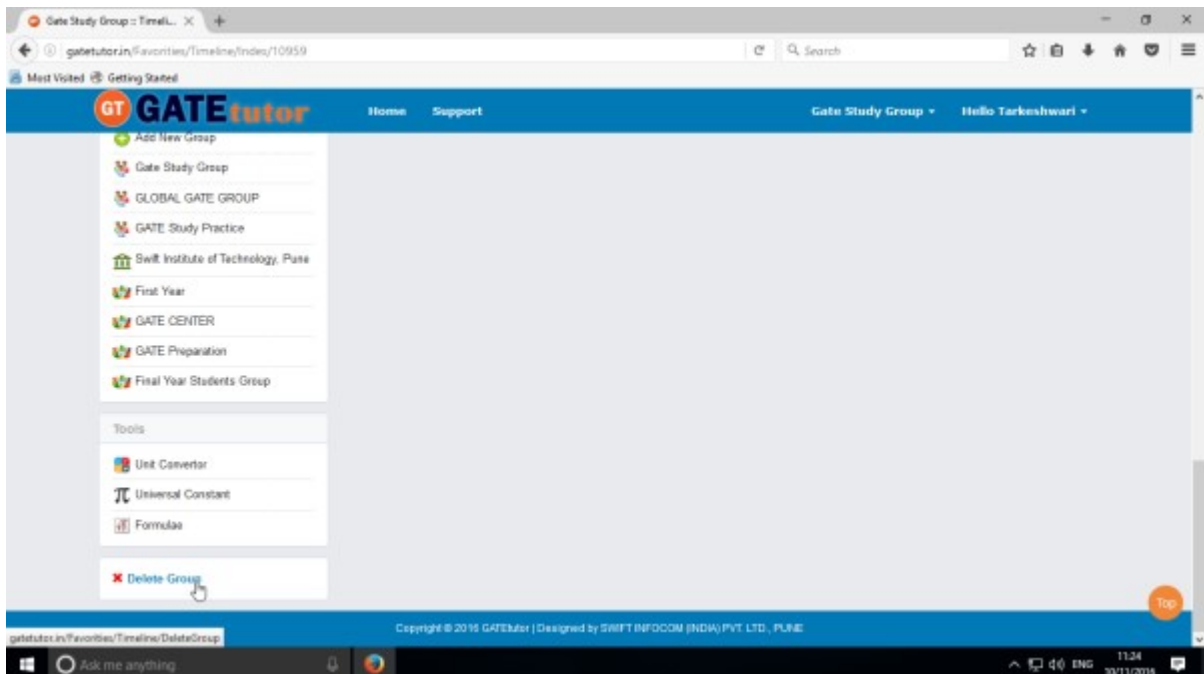 Gate Study Group :: Timeli...
gatetutor.in/Favorities/Timeline/Index/10959
Search
Most Visited Getting Started
GT GATEtutor Home Support Gate Study Group Hello Tarkeshwari
Add New Group
Gate Study Group
GLOBAL GATE GROUP
GATE Study Practice
Swift Institute of Technology, Pune
First Year
GATE CENTER
GATE Preparation
Final Year Students Group
Tools
Unit Convertor
π Universal Constant
Formulae
Delete Group
Top
Copyright © 2016 GATEtutor | Designed by SWIFT INFOCOM (INDIA) PVT. LTD., PUNE
gatetutor.in/Favorities/Timeline/DeleteGroup
Ask me anything
ENG 11:24
30/11/2016